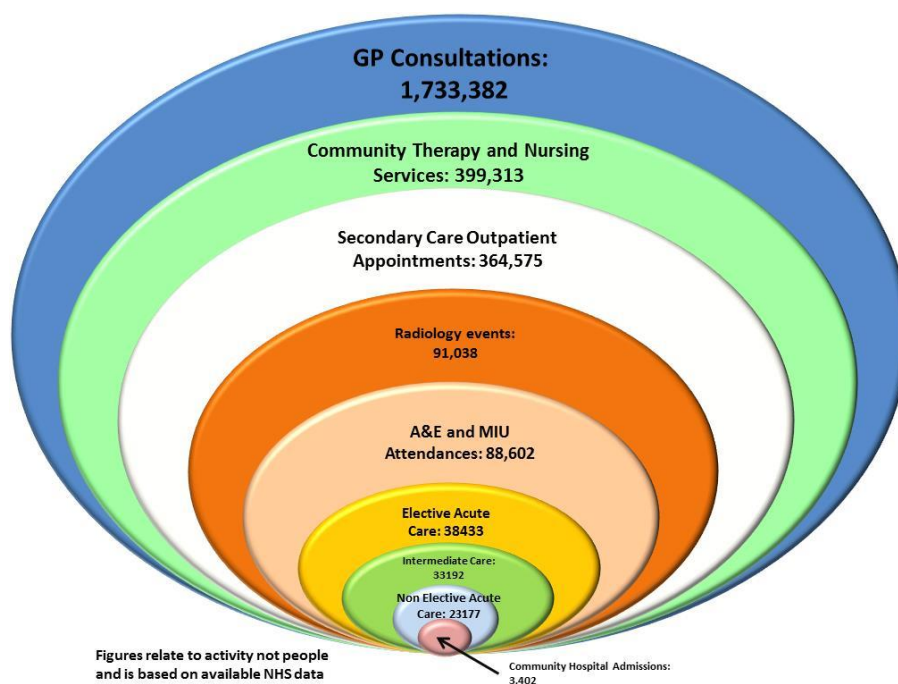 GP Consultations:
1,733,382
Community Therapy and Nursing
Services: 399,313
Secondary Care Outpatient
Appointments: 364,575
Radiology events:
91,038
A&E and MIU
Attendances: 88,602
Elective Acute
Care: 38433
Intermediate Care:
33192
Non Elective Acute
Care: 23177
Figures relate to activity not people
and is based on available NHS data
Community Hospital Admissions:
3,402